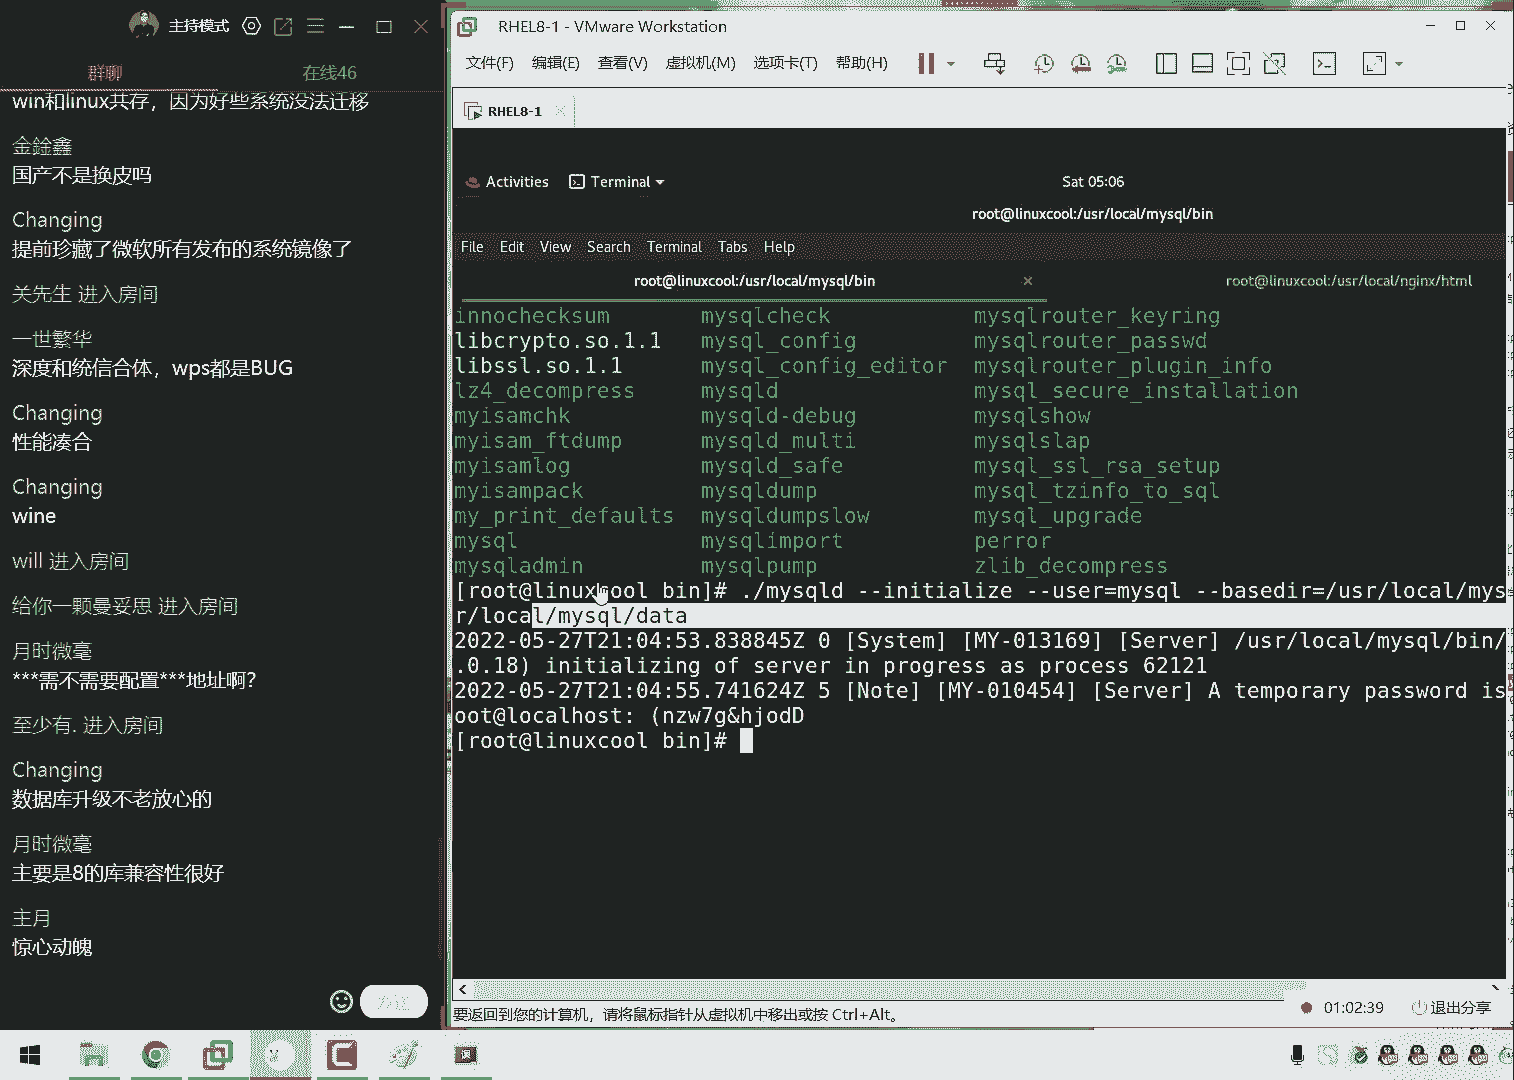 主持模式
群聊
在线46
win和linux共存，因为好些系统没法迁移
金銓鑫
国产不是换皮吗
Changing
提前珍藏了微软所有发布的系统镜像了
关先生 进入房间
一世繁华
深度和统信合体，wps都是BUG
Changing
性能凑合
Changing
wine
will 进入房间
给你一颗曼妥思 进入房间
月时微毫
***需不需要配置***地址啊？
至少有. 进入房间
Changing
数据库升级不老放心的
月时微毫
主要是8的库兼容性很好
主月
惊心动魄
RHEL8-1 - VMware Workstation
文件(F) 编辑(E) 查看(V) 虚拟机(M) 选项卡(T) 帮助(H)
RHEL8-1
Activities Terminal
Sat 05:06
root@linuxcool:/usr/local/mysql/bin
File Edit View Search Terminal Tabs Help
root@linuxcool:/usr/local/mysql/bin
root@linuxcool:/usr/local/nginx/html
innochecksum mysqlcheck mysqlrouter_keyring
libcrypto.so.1.1 mysql_config mysqlrouter_passwd
libssl.so.1.1 mysql_config_editor mysqlrouter_plugin_info
lz4_decompress mysqld mysql_secure_installation
myisamchk mysqld-debug mysqlshow
myisam_ftdump mysqld_multi mysqlslap
myisamlog mysqld_safe mysql_ssl_rsa_setup
myisampack mysqldump mysql_tzinfo_to_sql
my_print_defaults mysqldumpslow mysql_upgrade
mysql mysqlimport perror
mysqladmin mysqlpump zlib_decompress
[root@linuxcool bin]# ./mysqld --initialize --user=mysql --basedir=/usr/local/mys
r/local/mysql/data
2022-05-27T21:04:53.838845Z 0 [System] [MY-013169] [Server] /usr/local/mysql/bin/
.0.18) initializing of server in progress as process 62121
2022-05-27T21:04:55.741624Z 5 [Note] [MY-010454] [Server] A temporary password is
oot@localhost: (nzw7g&hjodD
[root@linuxcool bin]#
要返回到您的计算机，请将鼠标指针从虚拟机中移出或按 Ctrl+Alt。
01:02:39
退出分享